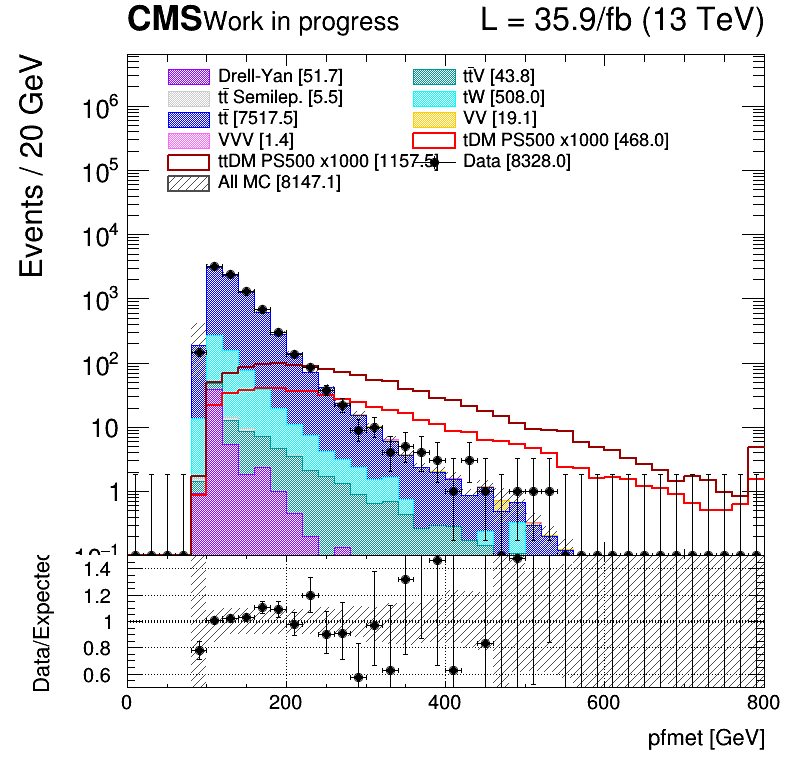 CMS Work in progress L = 35.9/fb (13 TeV)
Events / 20 GeV
Drell-Yan [51.7] tt̄V [43.8]
tt̄ Semilep. [5.5] tW [508.0]
tt̄ [7517.5] VV [19.1]
VVV [1.4] tDM PS500 x1000 [468.0]
ttDM PS500 x1000 [1157.5] Data [8328.0]
All MC [8147.1]
10⁶
10⁵
10⁴
10³
10²
10
1
10⁻¹
Data/Expected
1.4
1.2
1
0.8
0.6
0 200 400 600 800
pfmet [GeV]